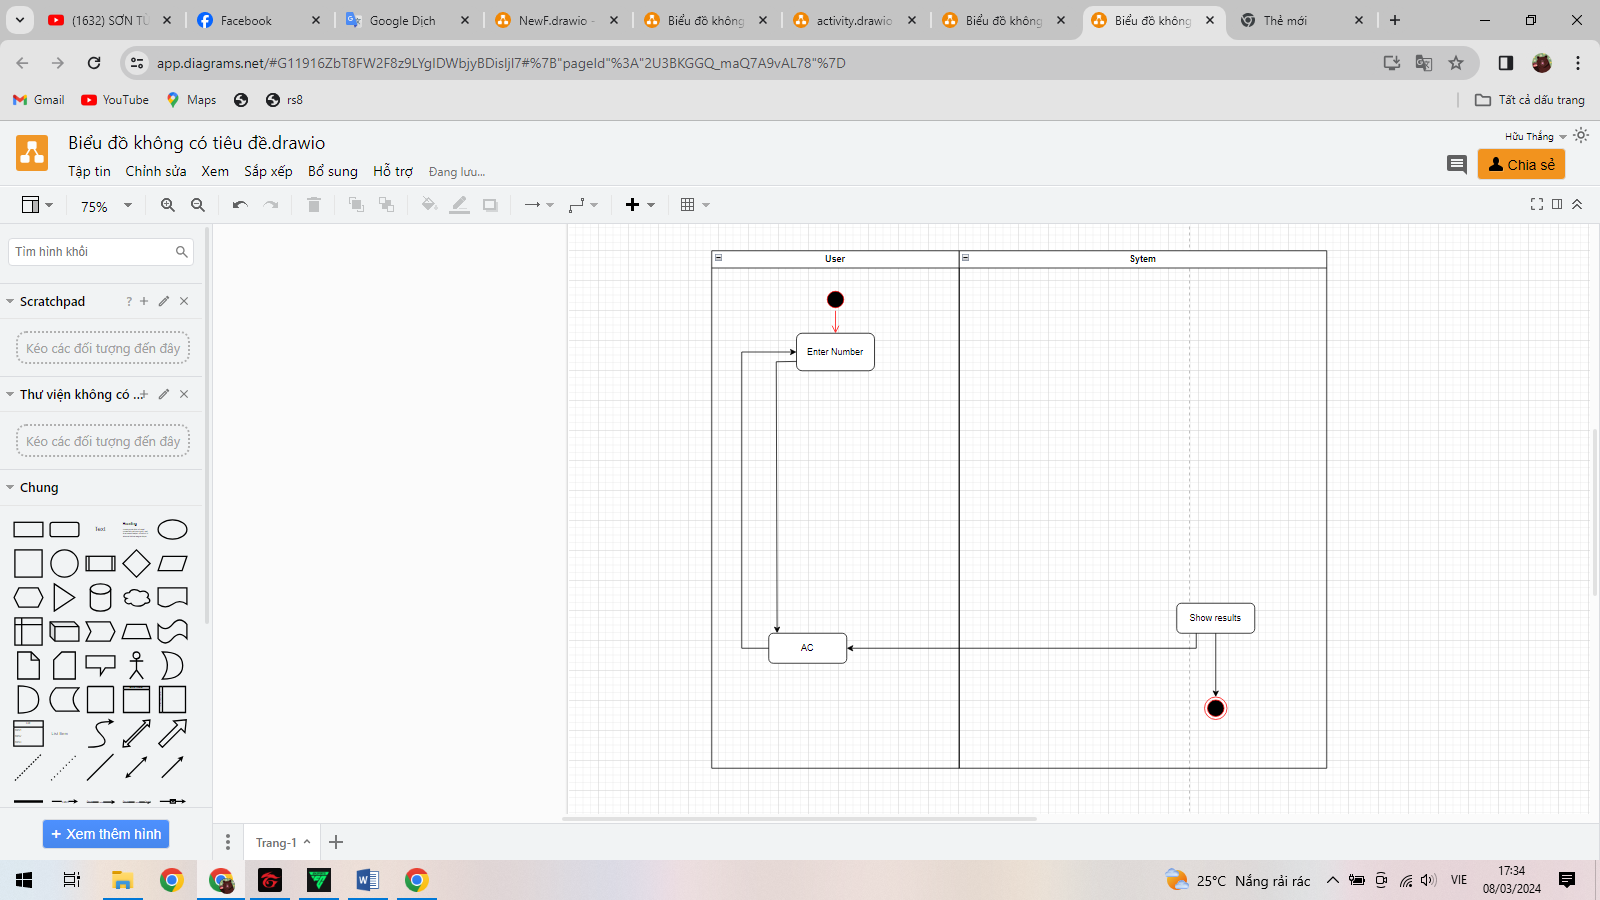 (1632) SƠN TÙ
Facebook
Google Dịch
NewF.drawio -
Biểu đồ không
activity.drawio
Biểu đồ không
Biểu đồ không
Thẻ mới
app.diagrams.net/#G11916ZbT8FW2F8z9LYgIDWbjyBDisIjI7#%7B"pageId"%3A"2U3BKGGQ_maQ7A9vAL78"%7D
Gmail
YouTube
Maps
rs8
Tất cả dấu trang
Biểu đồ không có tiêu đề.drawio
Hữu Thắng
Tập tin
Chỉnh sửa
Xem
Sắp xếp
Bổ sung
Hỗ trợ
Đang lưu...
Chia sẻ
75%
Tìm hình khối
Scratchpad
?
Kéo các đối tượng đến đây
Thư viện không có ...
Kéo các đối tượng đến đây
Chung
Text
Heading
+ Xem thêm hình
User
Sytem
Enter Number
Show results
AC
Trang-1
25°C Nắng rải rác
VIE
17:34
08/03/2024